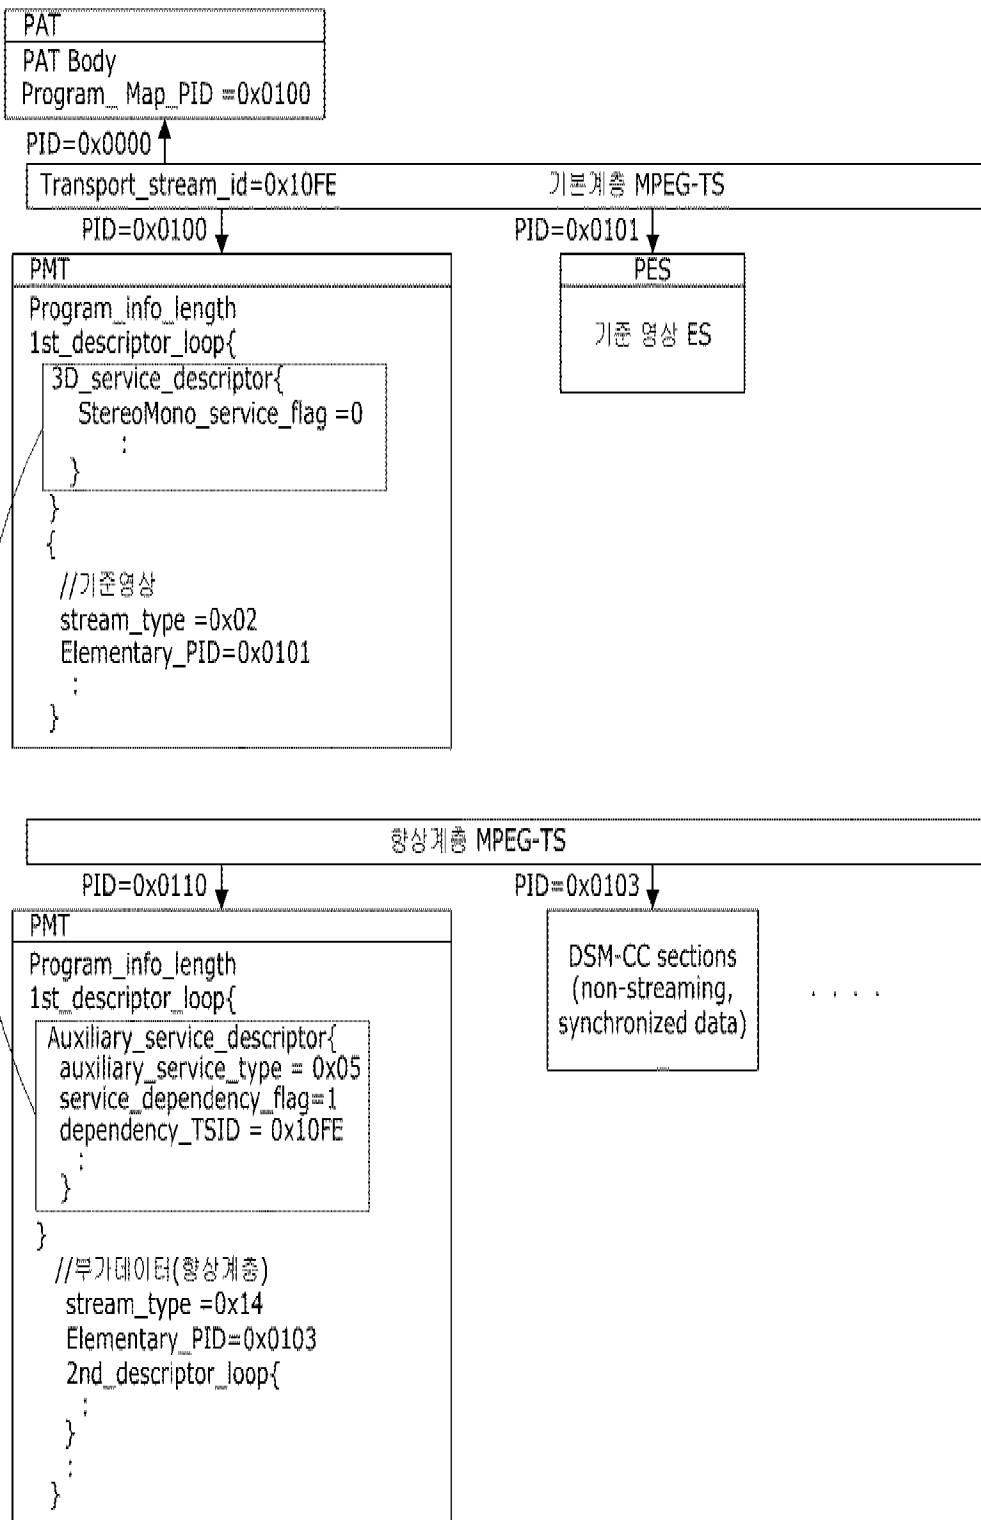 PAT
PAT Body
Program_ Map_PID =0x0100
PID=0x0000
Transport_stream_id=0x10FE 기본계층 MPEG-TS
PID=0x0100
PID=0x0101
PMT
Program_info_length
1st_descriptor_loop{
3D_service_descriptor{
StereoMono_service_flag =0
:
}
}
{
//기준영상
stream_type =0x02
Elementary_PID=0x0101
:
}
PES
기준 영상 ES
향상계층 MPEG-TS
PID=0x0110
PID=0x0103
PMT
Program_info_length
1st_descriptor_loop{
Auxiliary_service_descriptor{
auxiliary_service_type = 0x05
service_dependency_flag=1
dependency_TSID = 0x10FE
:
}
}
//부가데이터(향상계층)
stream_type =0x14
Elementary_PID=0x0103
2nd_descriptor_loop{
:
}
:
}
DSM-CC sections
(non-streaming,
synchronized data)
. . . .